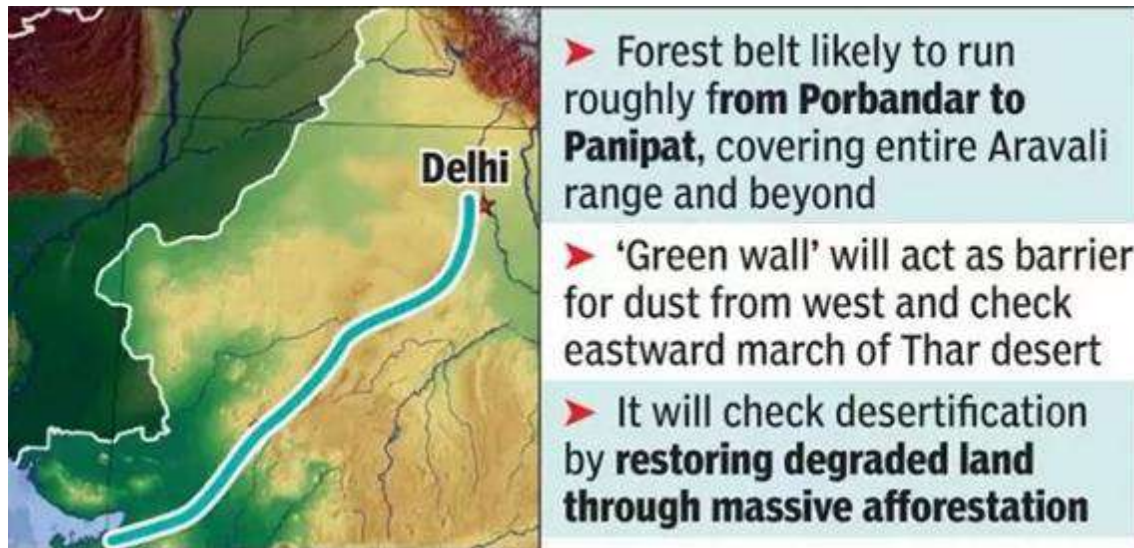 Delhi
➤ Forest belt likely to run
roughly from Porbandar to
Panipat, covering entire Aravali
range and beyond
➤ ‘Green wall’ will act as barrier
for dust from west and check
eastward march of Thar desert
➤ It will check desertification
by restoring degraded land
through massive afforestation